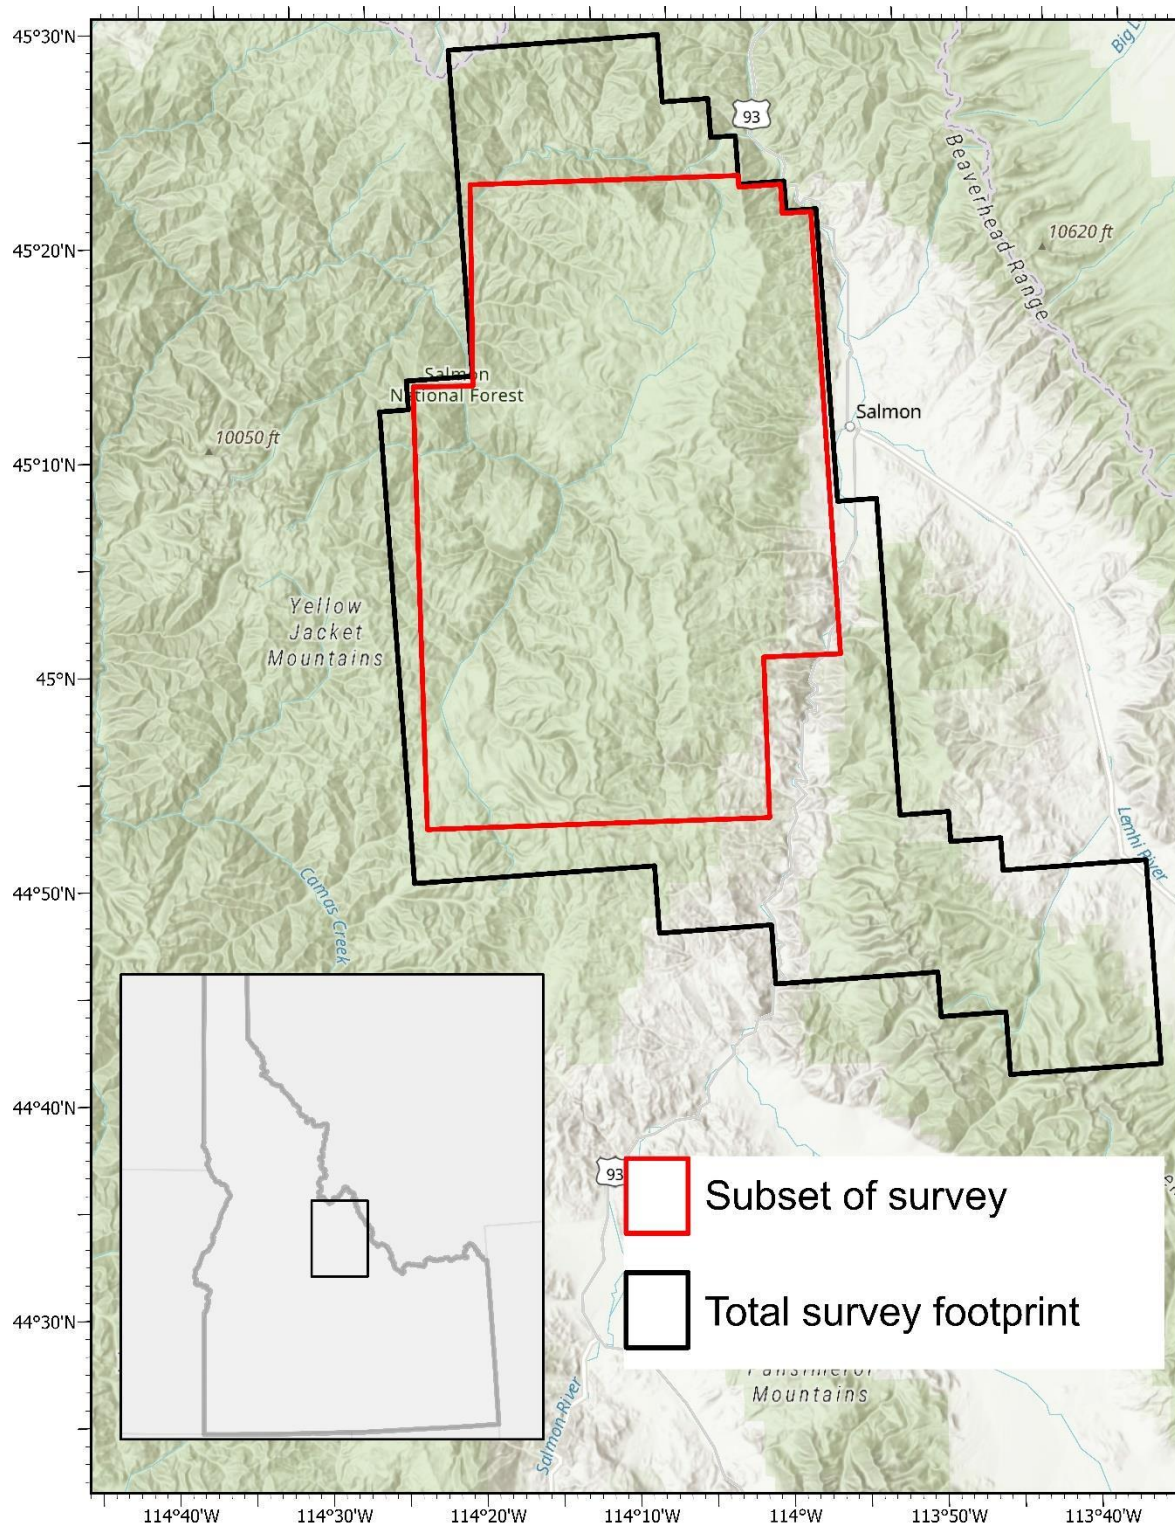 45°30'N
Big L
93
Beaverhead Range
10620 ft
45°20'N
Salmon
National Forest
Salmon
10050 ft
45°10'N
Yellow
Jacket
Mountains
45°N
Lemhi River
44°50'N
Camas Creek
44°40'N
93
Subset of survey
44°30'N
Total survey footprint
Mountains
Salmon River
114°40'W
114°30'W
114°20'W
114°10'W
114°W
113°50'W
113°40'W